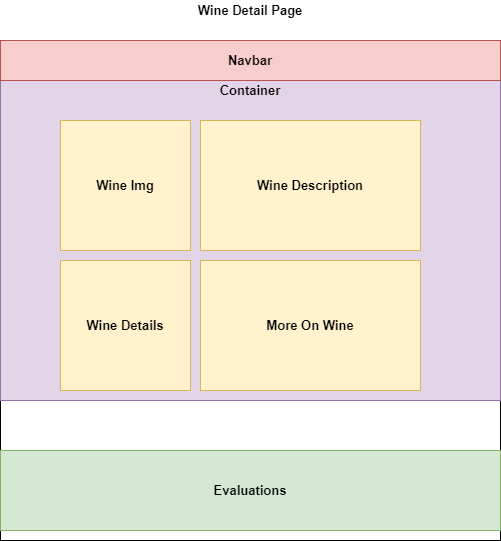 Wine Detail Page
Navbar
Container
Wine Img
Wine Description
Wine Details
More On Wine
Evaluations